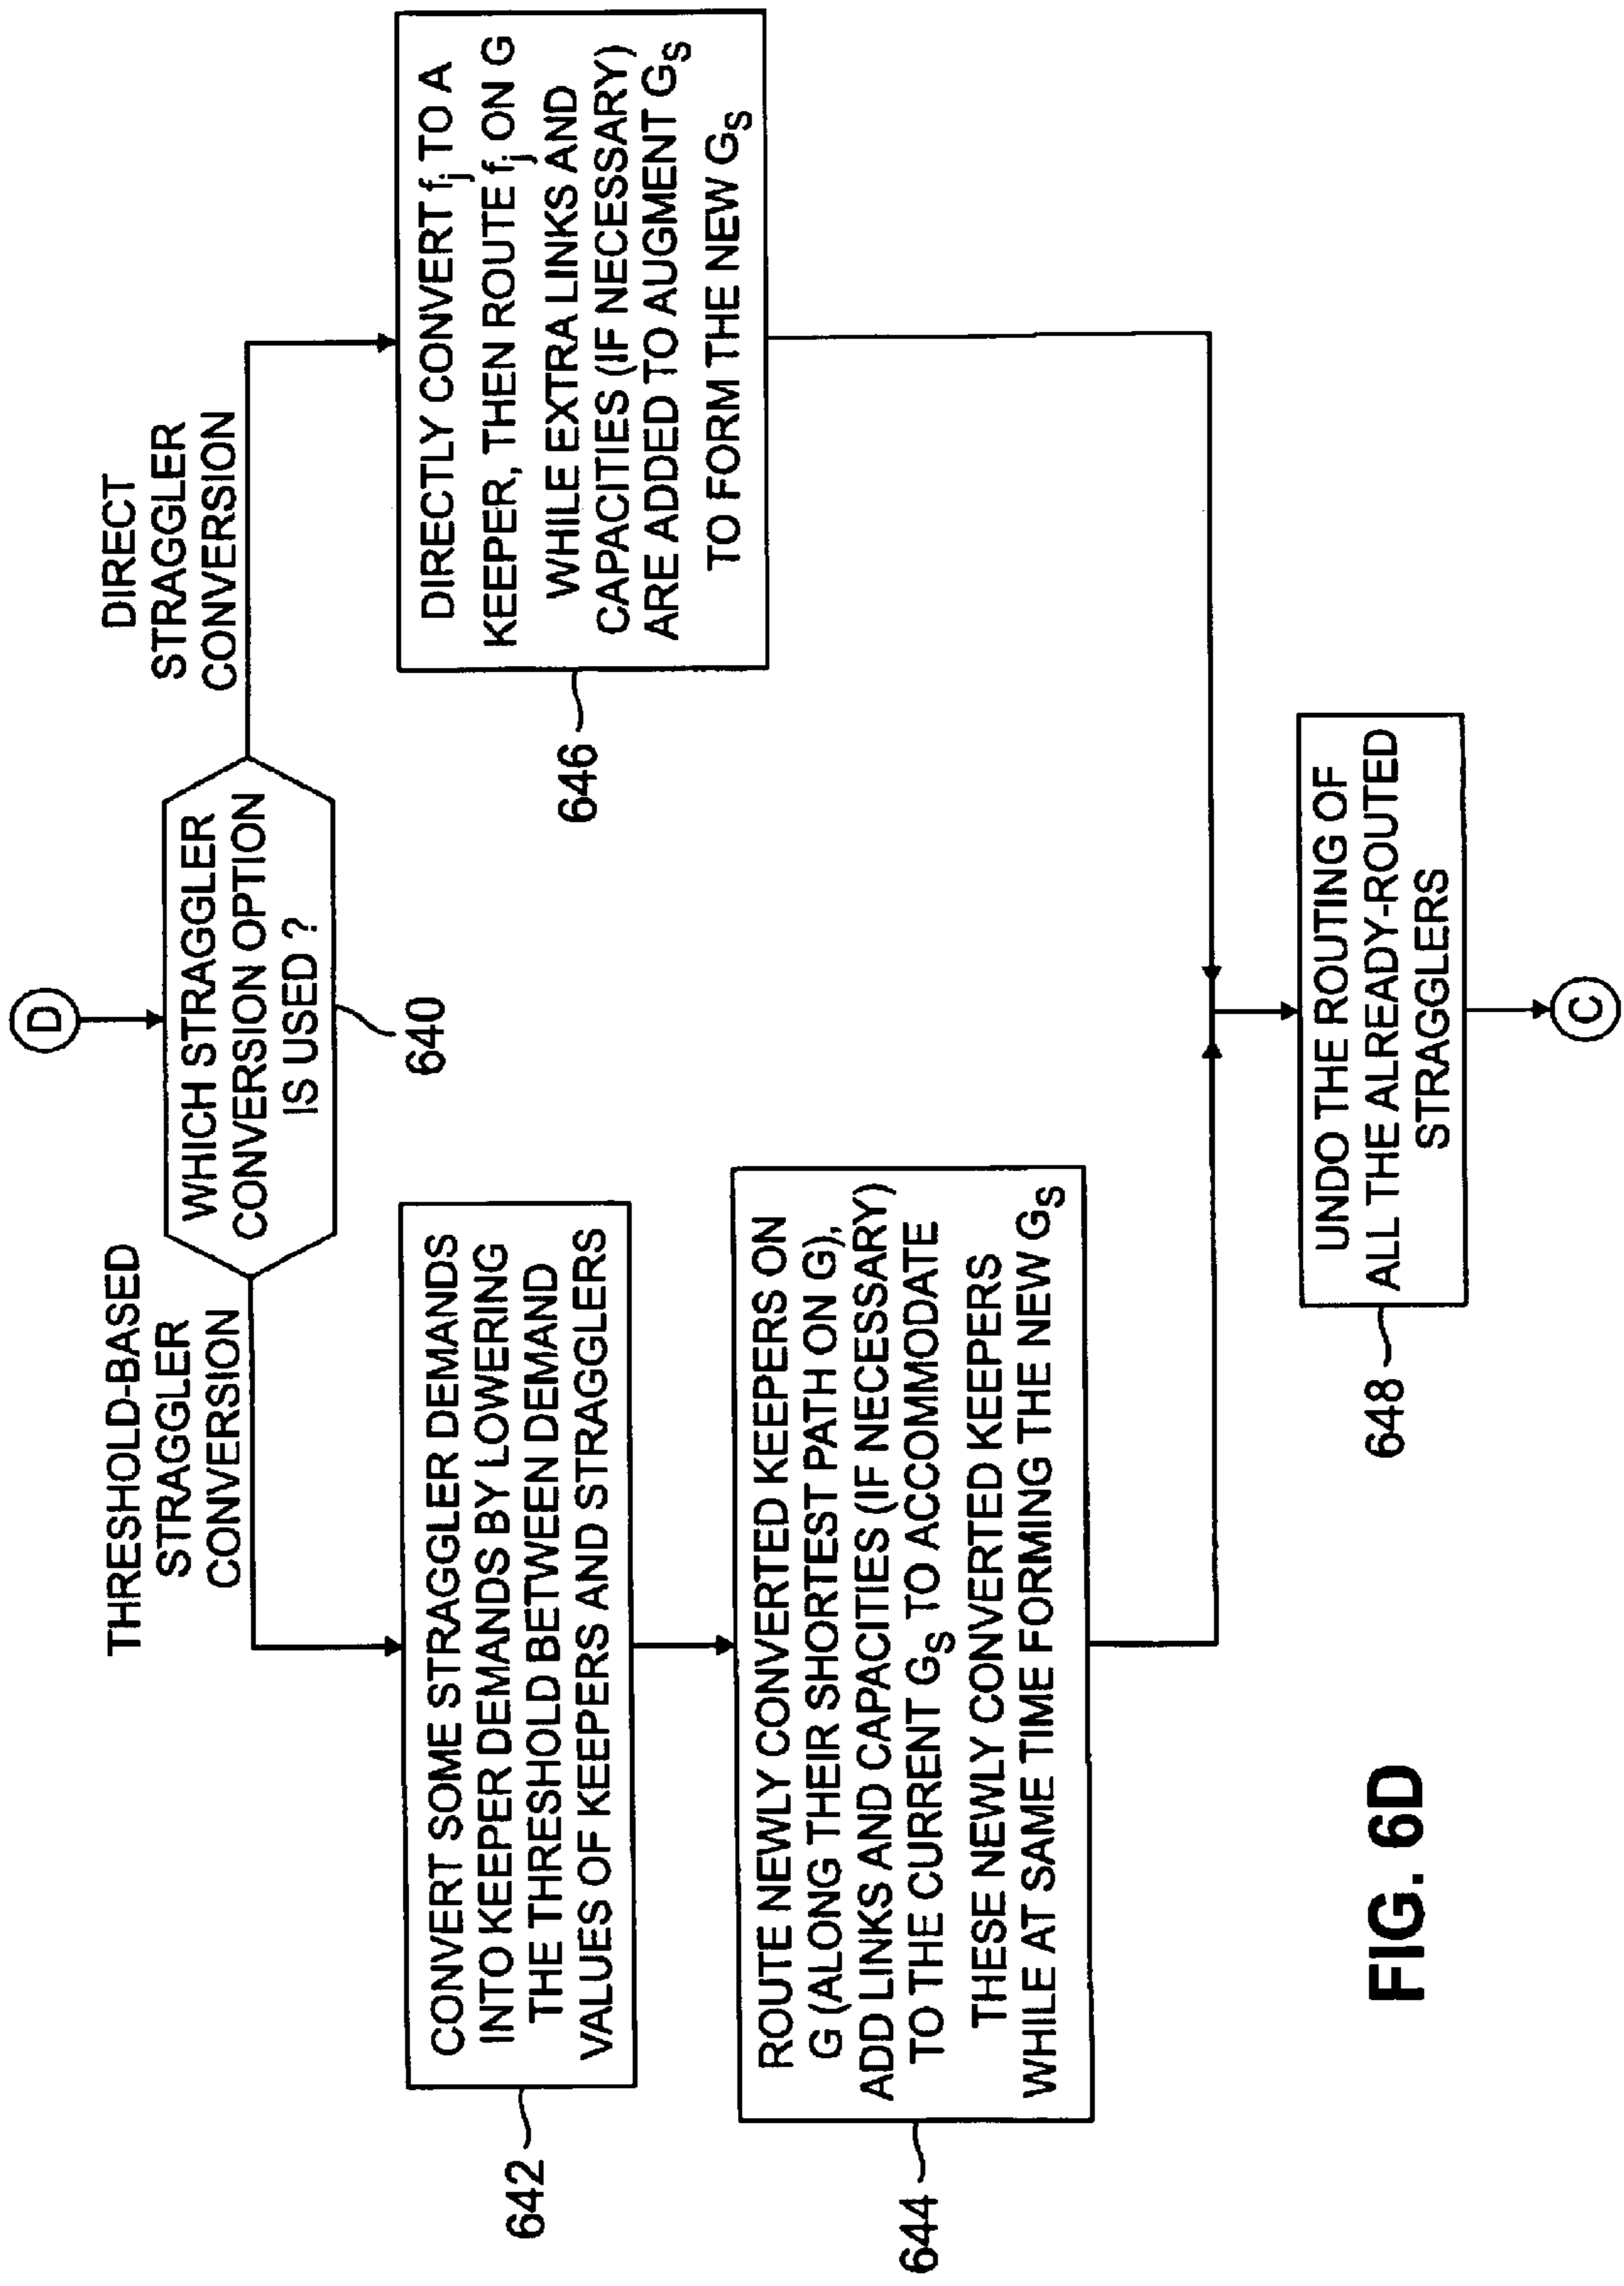 D
WHICH STRAGGLER
CONVERSION OPTION
IS USED ?
640
THRESHOLD-BASED
STRAGGLER
CONVERSION
DIRECT
STRAGGLER
CONVERSION
CONVERT SOME STRAGGLER DEMANDS
INTO KEEPER DEMANDS BY LOWERING
THE THRESHOLD BETWEEN DEMAND
VALUES OF KEEPERS AND STRAGGLERS
642
ROUTE NEWLY CONVERTED KEEPERS ON
G (ALONG THEIR SHORTEST PATH ON G),
ADD LINKS AND CAPACITIES (IF NECESSARY)
TO THE CURRENT GS TO ACCOMMODATE
THESE NEWLY CONVERTED KEEPERS
WHILE AT SAME TIME FORMING THE NEW GS
644
DIRECTLY CONVERT fj TO A
KEEPER, THEN ROUTE fj ON G
WHILE EXTRA LINKS AND
CAPACITIES (IF NECESSARY)
ARE ADDED TO AUGMENT GS
TO FORM THE NEW GS
646
UNDO THE ROUTING OF
ALL THE ALREADY-ROUTED
STRAGGLERS
648
C
FIG. 6D